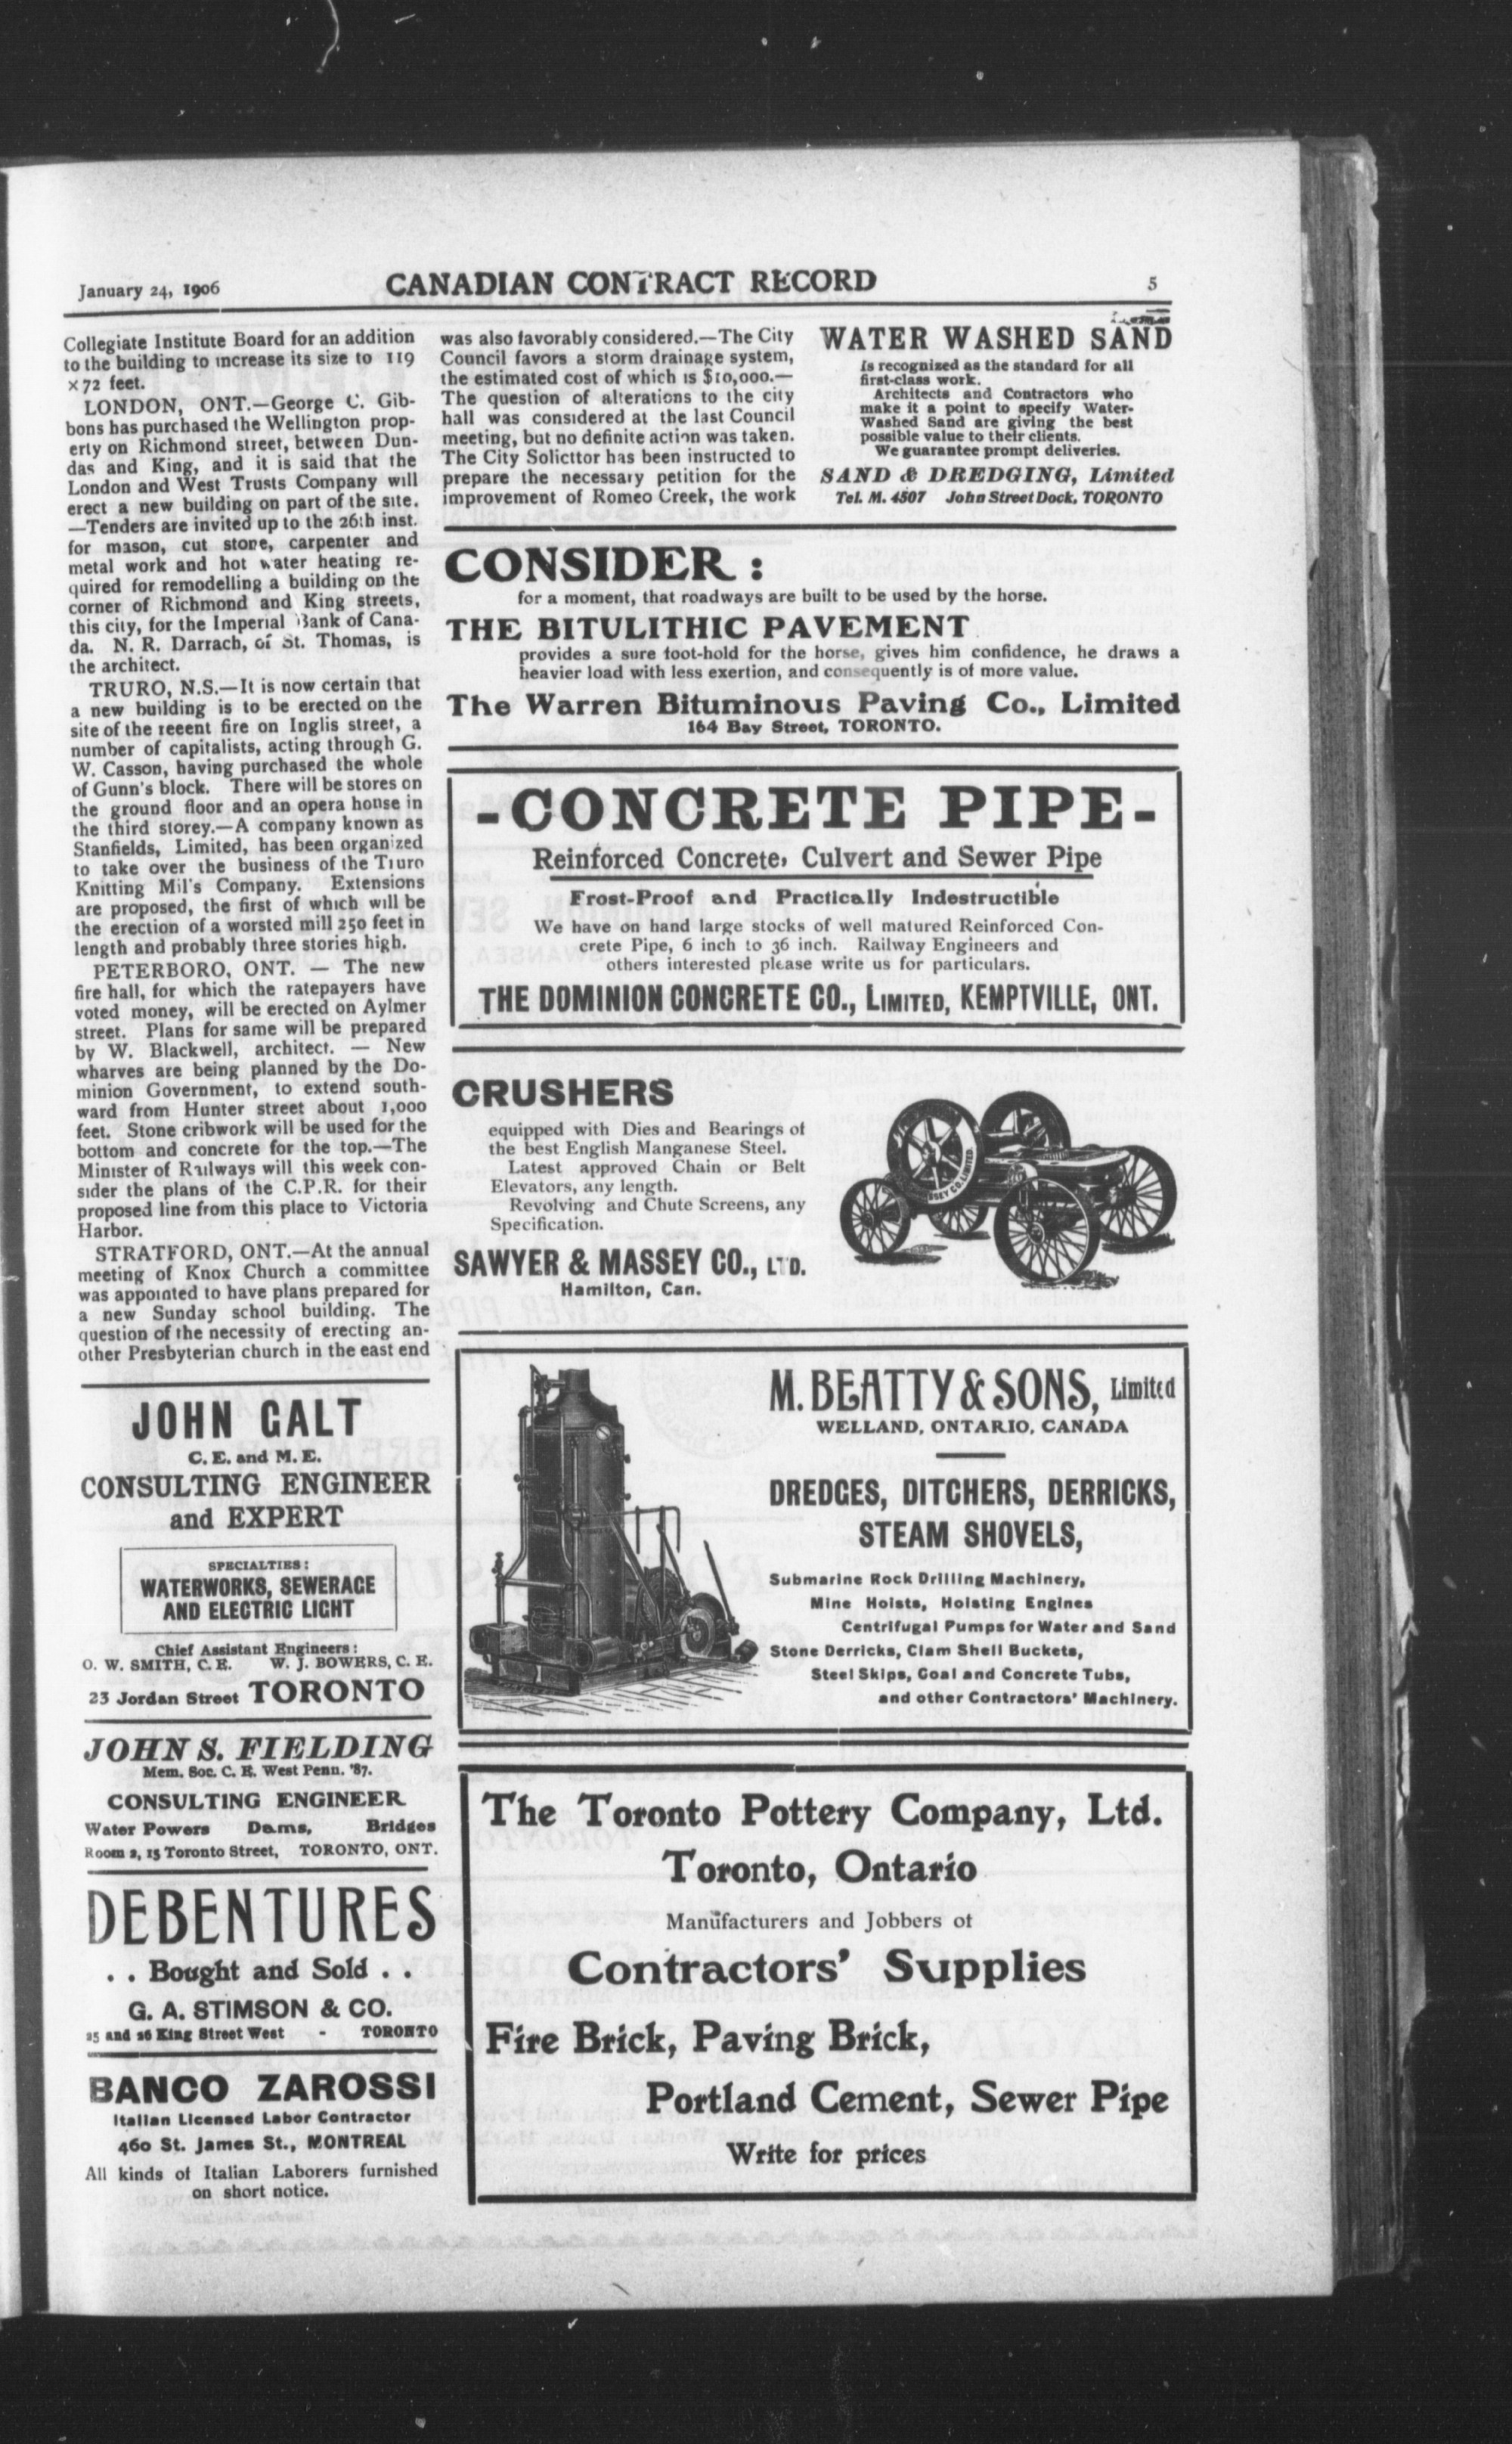 January 24, 1906
CANADIAN CONTRACT RECORD
5
Collegiate Institute Board for an addition
to the building to increase its size to 119
× 72 feet.
LONDON, ONT.—George C. Gib-
bons has purchased the Wellington prop-
erty on Richmond street, between Dun-
das and King, and it is said that the
London and West Trusts Company will
erect a new building on part of the site.
—Tenders are invited up to the 26th inst.
for mason, cut stone, carpenter and
metal work and hot water heating re-
quired for remodelling a building on the
corner of Richmond and King streets,
this city, for the Imperial Bank of Cana-
da. N. R. Darrach, of St. Thomas, is
the architect.
TRURO, N.S.—It is now certain that
a new building is to be erected on the
site of the reeent fire on Inglis street, a
number of capitalists, acting through G.
W. Casson, having purchased the whole
of Gunn's block. There will be stores on
the ground floor and an opera house in
the third storey.—A company known as
Stanfields, Limited, has been organized
to take over the business of the Truro
Knitting Mil's Company. Extensions
are proposed, the first of which will be
the erection of a worsted mill 250 feet in
length and probably three stories high.
PETERBORO, ONT. — The new
fire hall, for which the ratepayers have
voted money, will be erected on Aylmer
street. Plans for same will be prepared
by W. Blackwell, architect. — New
wharves are being planned by the Do-
minion Government, to extend south-
ward from Hunter street about 1,000
feet. Stone cribwork will be used for the
bottom and concrete for the top.—The
Minister of Railways will this week con-
sider the plans of the C.P.R. for their
proposed line from this place to Victoria
Harbor.
STRATFORD, ONT.—At the annual
meeting of Knox Church a committee
was appointed to have plans prepared for
a new Sunday school building. The
question of the necessity of erecting an-
other Presbyterian church in the east end
JOHN GALT
C. E. and M. E.
CONSULTING ENGINEER
and EXPERT
SPECIALTIES:
WATERWORKS, SEWERAGE
AND ELECTRIC LIGHT
Chief Assistant Engineers:
O. W. SMITH, C. E. W. J. BOWERS, C. E.
23 Jordan Street TORONTO
JOHN S. FIELDING
Mem. Soc. C. E. West Penn. '87.
CONSULTING ENGINEER
Water Powers Dams, Bridges
Room 2, 15 Toronto Street, TORONTO, ONT.
DEBENTURES
. . Bought and Sold . .
G. A. STIMSON & CO.
25 and 26 King Street West - TORONTO
BANCO ZAROSSI
Italian Licensed Labor Contractor
460 St. James St., MONTREAL
All kinds of Italian Laborers furnished
on short notice.
was also favorably considered.—The City
Council favors a storm drainage system,
the estimated cost of which is $10,000.—
The question of alterations to the city
hall was considered at the last Council
meeting, but no definite action was taken.
The City Solicttor has been instructed to
prepare the necessary petition for the
improvement of Romeo Creek, the work
WATER WASHED SAND
Is recognized as the standard for all
first-class work.
Architects and Contractors who
make it a point to specify Water-
Washed Sand are giving the best
possible value to their clients.
We guarantee prompt deliveries.
SAND & DREDGING, Limited
Tel. M. 4507 John Street Dock, TORONTO
CONSIDER :
for a moment, that roadways are built to be used by the horse.
THE BITULITHIC PAVEMENT
provides a sure foot-hold for the horse, gives him confidence, he draws a
heavier load with less exertion, and consequently is of more value.
The Warren Bituminous Paving Co., Limited
164 Bay Street, TORONTO.
-CONCRETE PIPE-
Reinforced Concrete, Culvert and Sewer Pipe
Frost-Proof and Practically Indestructible
We have on hand large stocks of well matured Reinforced Con-
crete Pipe, 6 inch to 36 inch. Railway Engineers and
others interested please write us for particulars.
THE DOMINION CONCRETE CO., LIMITED, KEMPTVILLE, ONT.
CRUSHERS
equipped with Dies and Bearings of
the best English Manganese Steel.
Latest approved Chain or Belt
Elevators, any length.
Revolving and Chute Screens, any
Specification.
SAWYER & MASSEY CO., LTD.
Hamilton, Can.
M. BEATTY & SONS, Limited
WELLAND, ONTARIO, CANADA
DREDGES, DITCHERS, DERRICKS,
STEAM SHOVELS,
Submarine Rock Drilling Machinery,
Mine Hoists, Hoisting Engines
Centrifugal Pumps for Water and Sand
Stone Derricks, Clam Shell Buckets,
Steel Skips, Coal and Concrete Tubs,
and other Contractors' Machinery.
The Toronto Pottery Company, Ltd.
Toronto, Ontario
Manufacturers and Jobbers of
Contractors' Supplies
Fire Brick, Paving Brick,
Portland Cement, Sewer Pipe
Write for prices